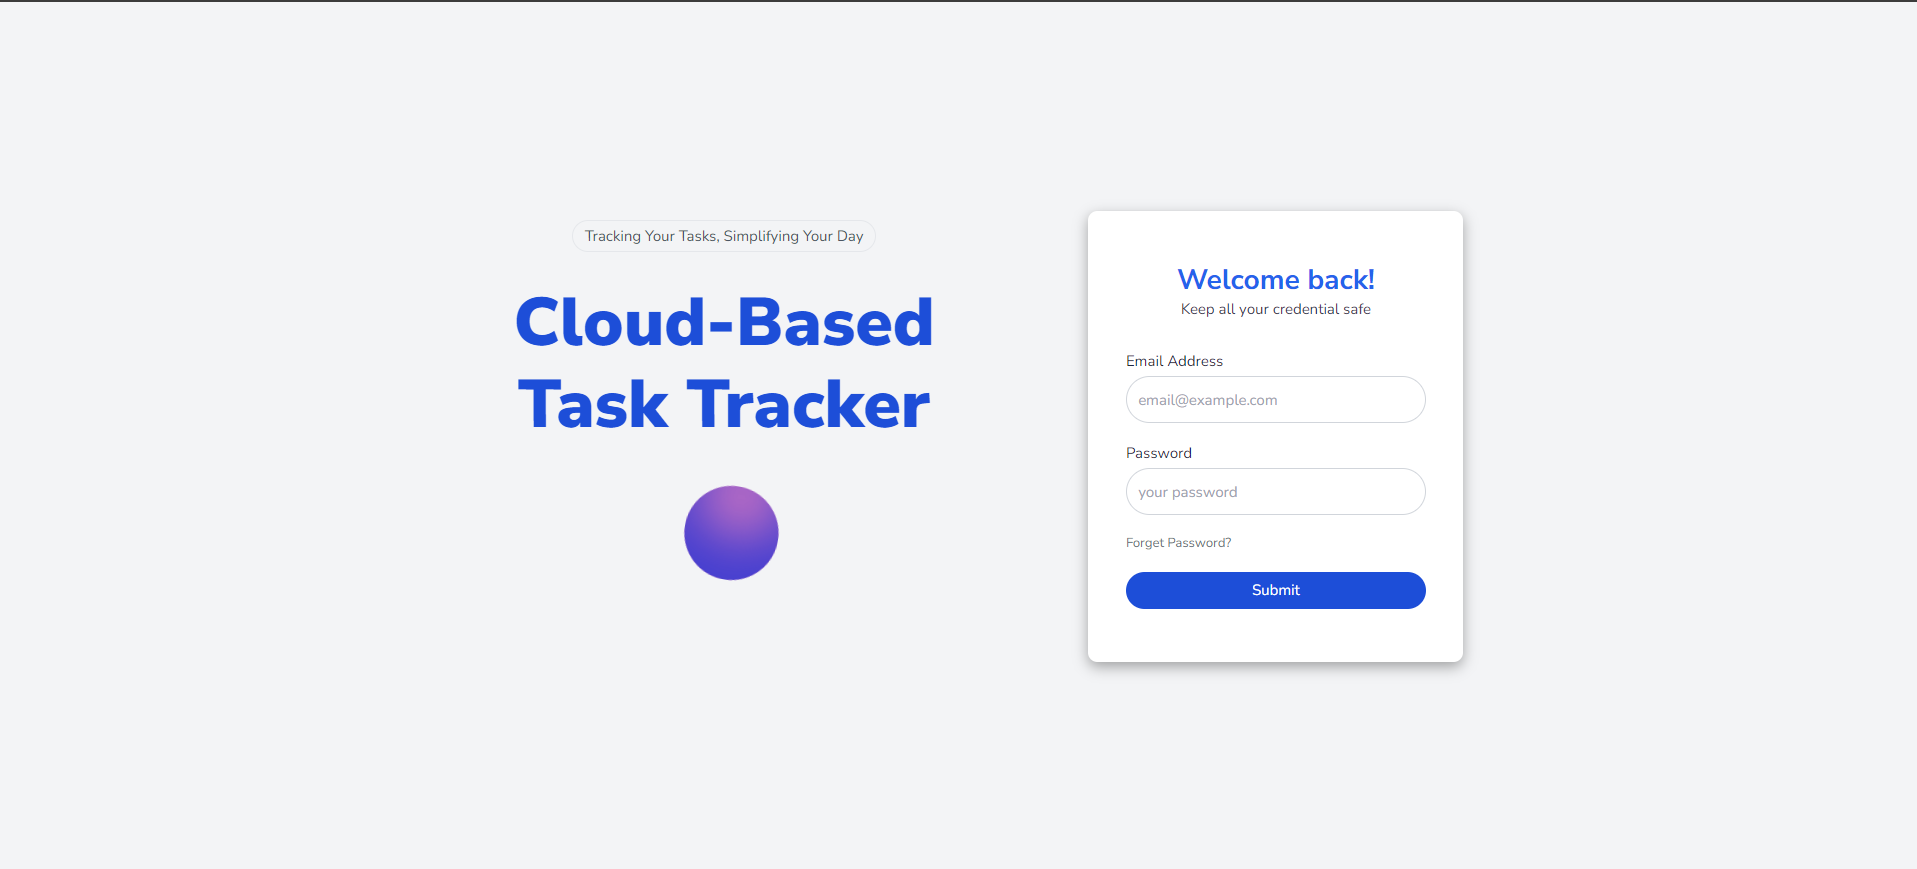 Tracking Your Tasks, Simplifying Your Day
Cloud-Based
Task Tracker
Welcome back!
Keep all your credential safe
Email Address
email@example.com
Password
your password
Forget Password?
Submit